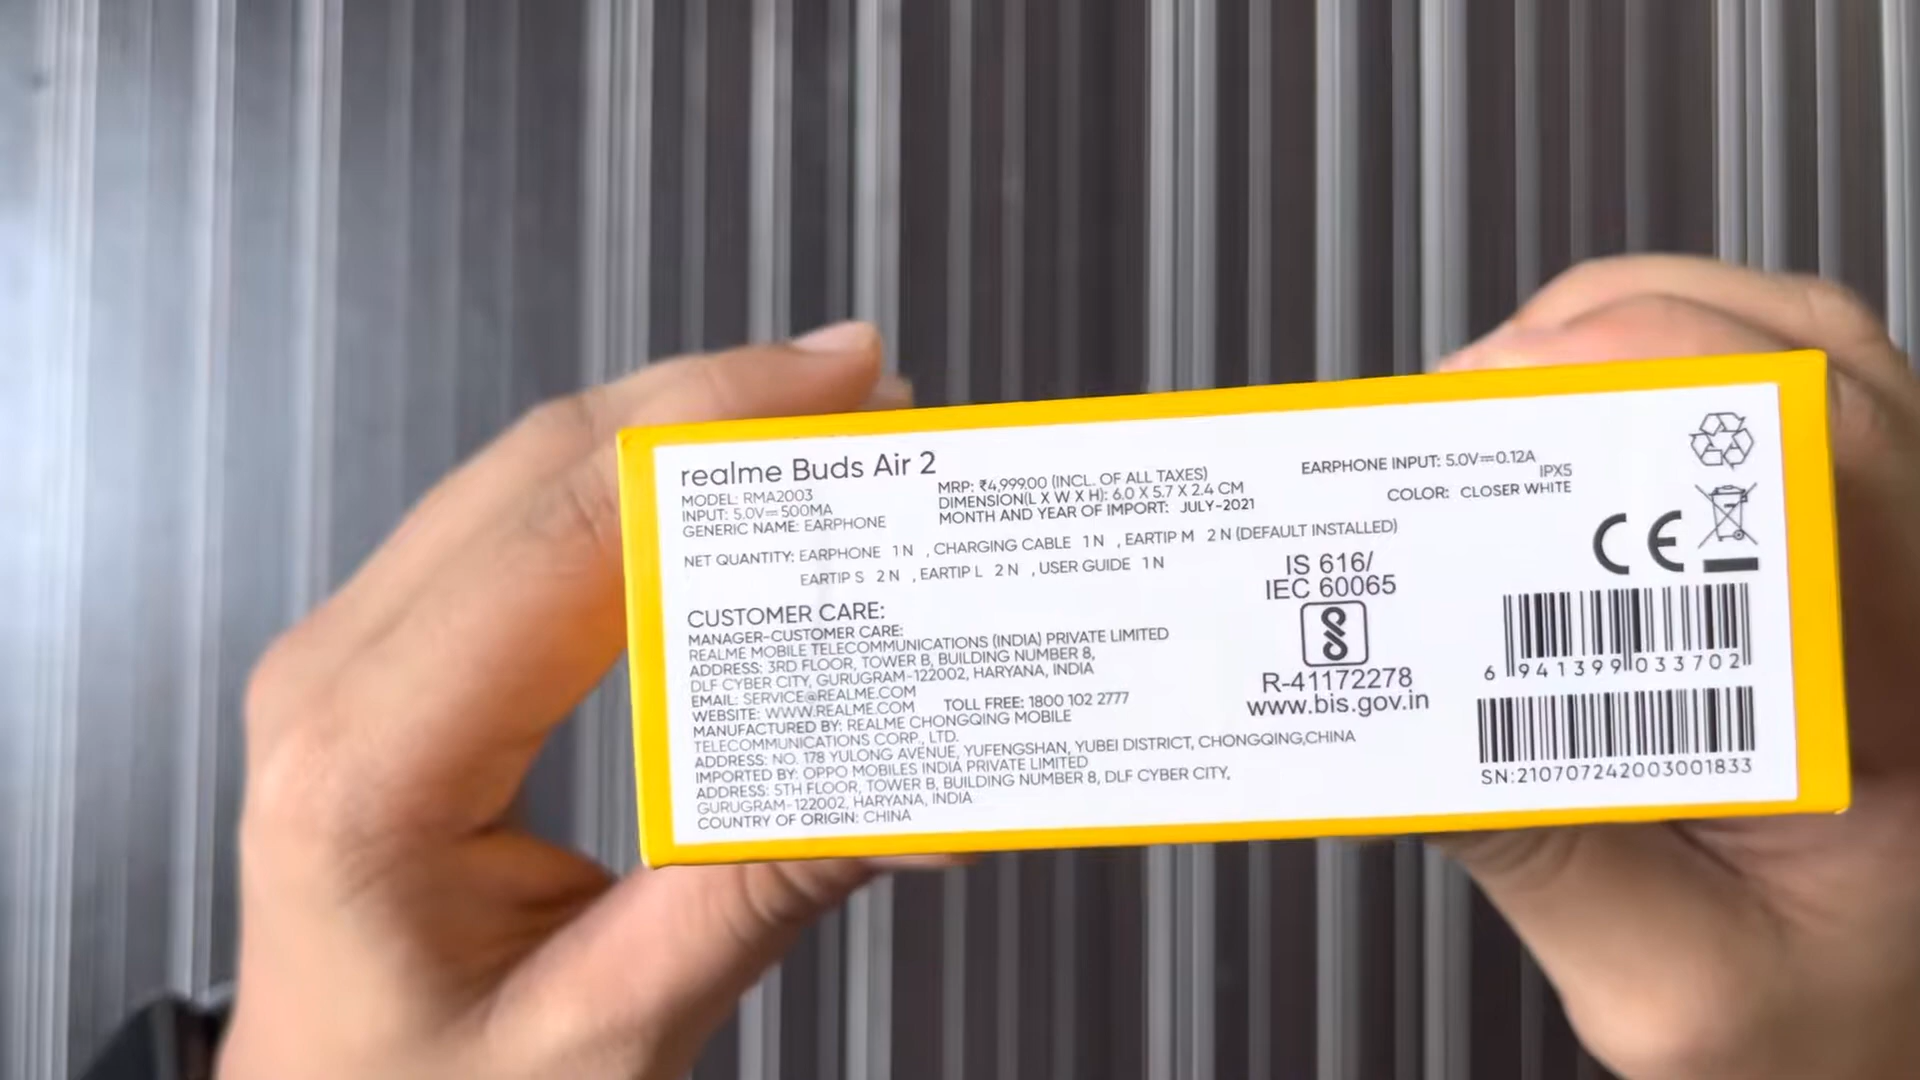 realme Buds Air 2
MODEL: RMA2003
INPUT: 5.0V⎓500MA
GENERIC NAME: EARPHONE
MRP: ₹4,999.00 (INCL. OF ALL TAXES)
DIMENSION(L X W X H): 6.0 X 5.7 X 2.4 CM
MONTH AND YEAR OF IMPORT: JULY-2021
EARPHONE INPUT: 5.0V⎓0.12A
IPX5
COLOR: CLOSER WHITE
NET QUANTITY: EARPHONE 1 N , CHARGING CABLE 1 N , EARTIP M 2 N (DEFAULT INSTALLED)
EARTIP S 2 N , EARTIP L 2 N , USER GUIDE 1 N
CUSTOMER CARE:
MANAGER-CUSTOMER CARE:
REALME MOBILE TELECOMMUNICATIONS (INDIA) PRIVATE LIMITED
ADDRESS: 3RD FLOOR, TOWER B, BUILDING NUMBER 8,
DLF CYBER CITY, GURUGRAM-122002, HARYANA, INDIA
EMAIL: SERVICE@REALME.COM
WEBSITE: WWW.REALME.COM TOLL FREE: 1800 102 2777
MANUFACTURED BY: REALME CHONGQING MOBILE
TELECOMMUNICATIONS CORP., LTD.
ADDRESS: NO. 178 YULONG AVENUE, YUFENGSHAN, YUBEI DISTRICT, CHONGQING,CHINA
IMPORTED BY: OPPO MOBILES INDIA PRIVATE LIMITED
ADDRESS: 5TH FLOOR, TOWER B, BUILDING NUMBER 8, DLF CYBER CITY,
GURUGRAM-122002, HARYANA, INDIA
COUNTRY OF ORIGIN: CHINA
IS 616/
IEC 60065
R-41172278
www.bis.gov.in
CE
6 941399 033702
SN:210707242003001833